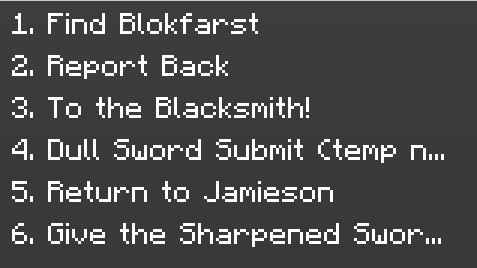 1. Find Blokfarst
2. Report Back
3. To the Blacksmith!
4. Dull Sword Submit (temp n...
5. Return to Jamieson
6. Give the Sharpened Swor...